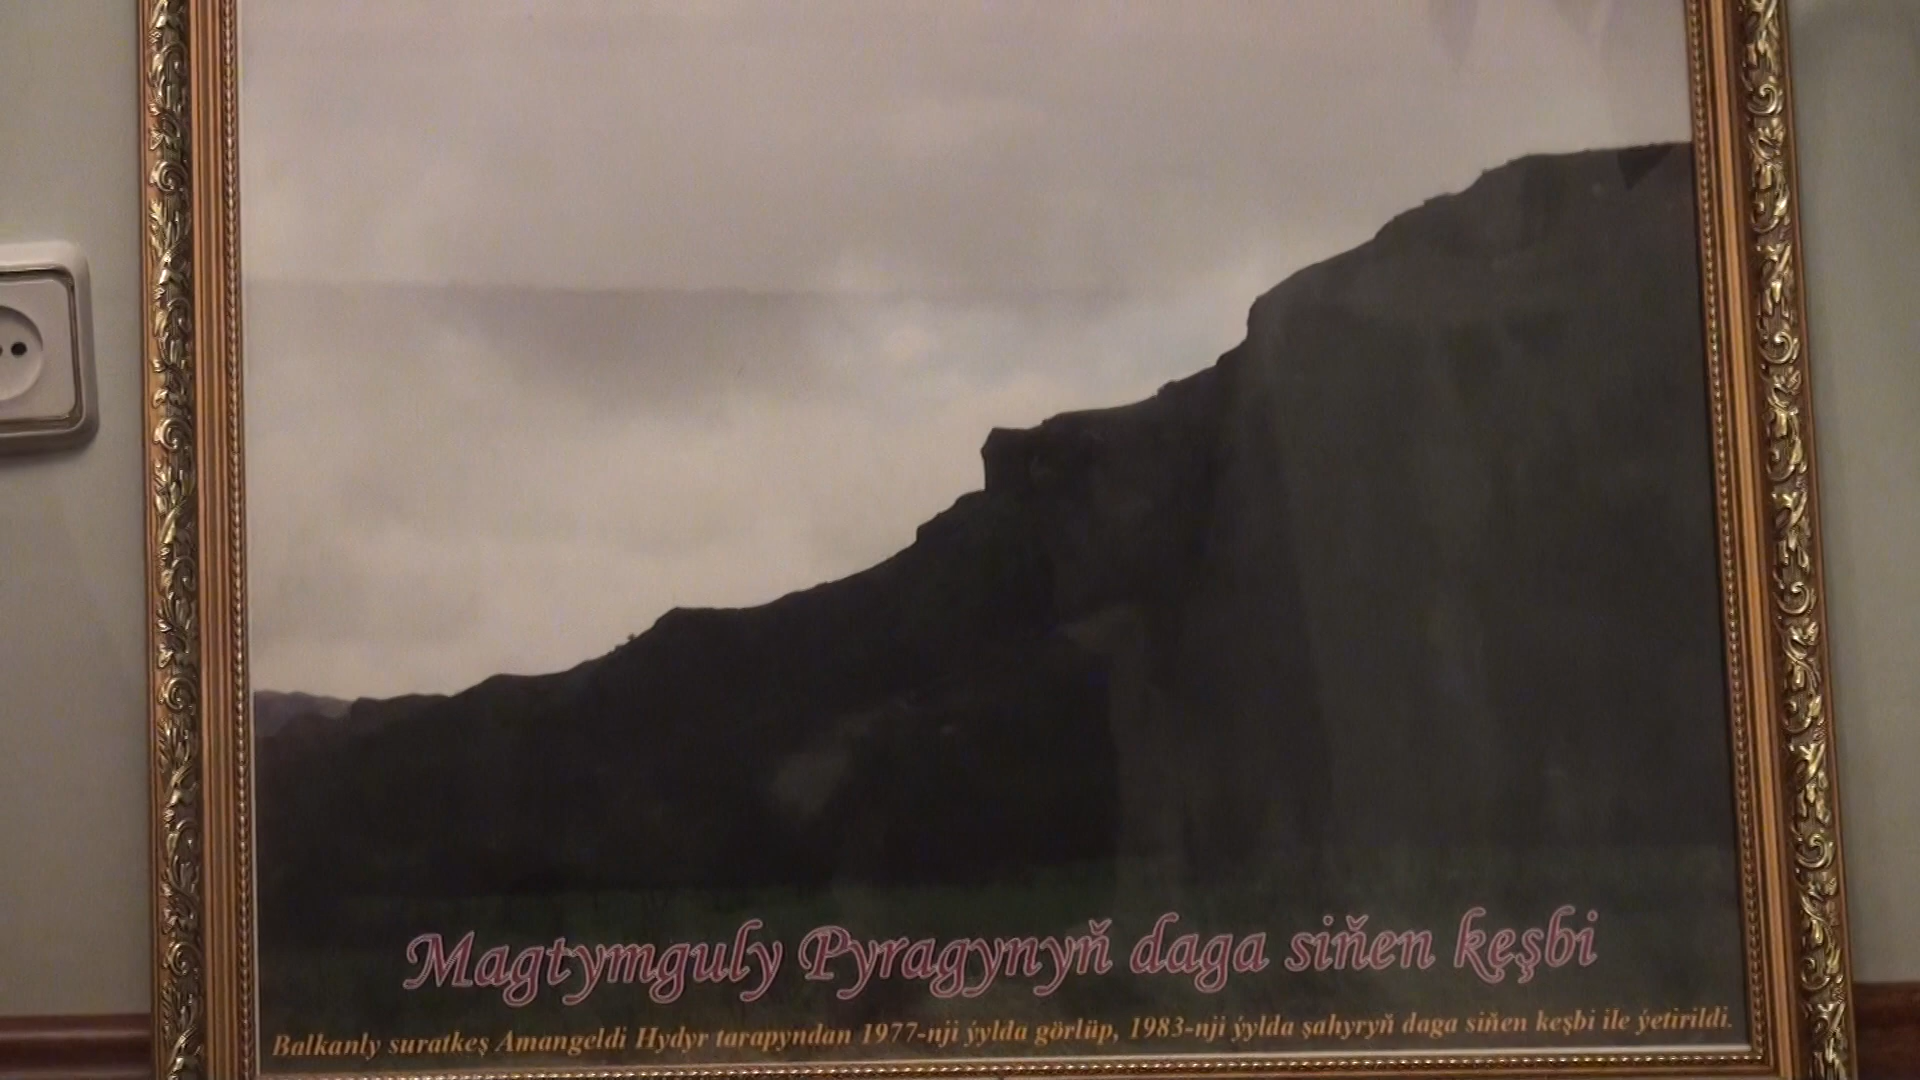 Magtymguly Pyragynyň daga siňen keşbi
Balkanly suratkeş Amangeldi Hydyr tarapyndan 1977-nji ýylda görlüp, 1983-nji ýylda şahyryň daga siňen keşbi ile ýetirildi.